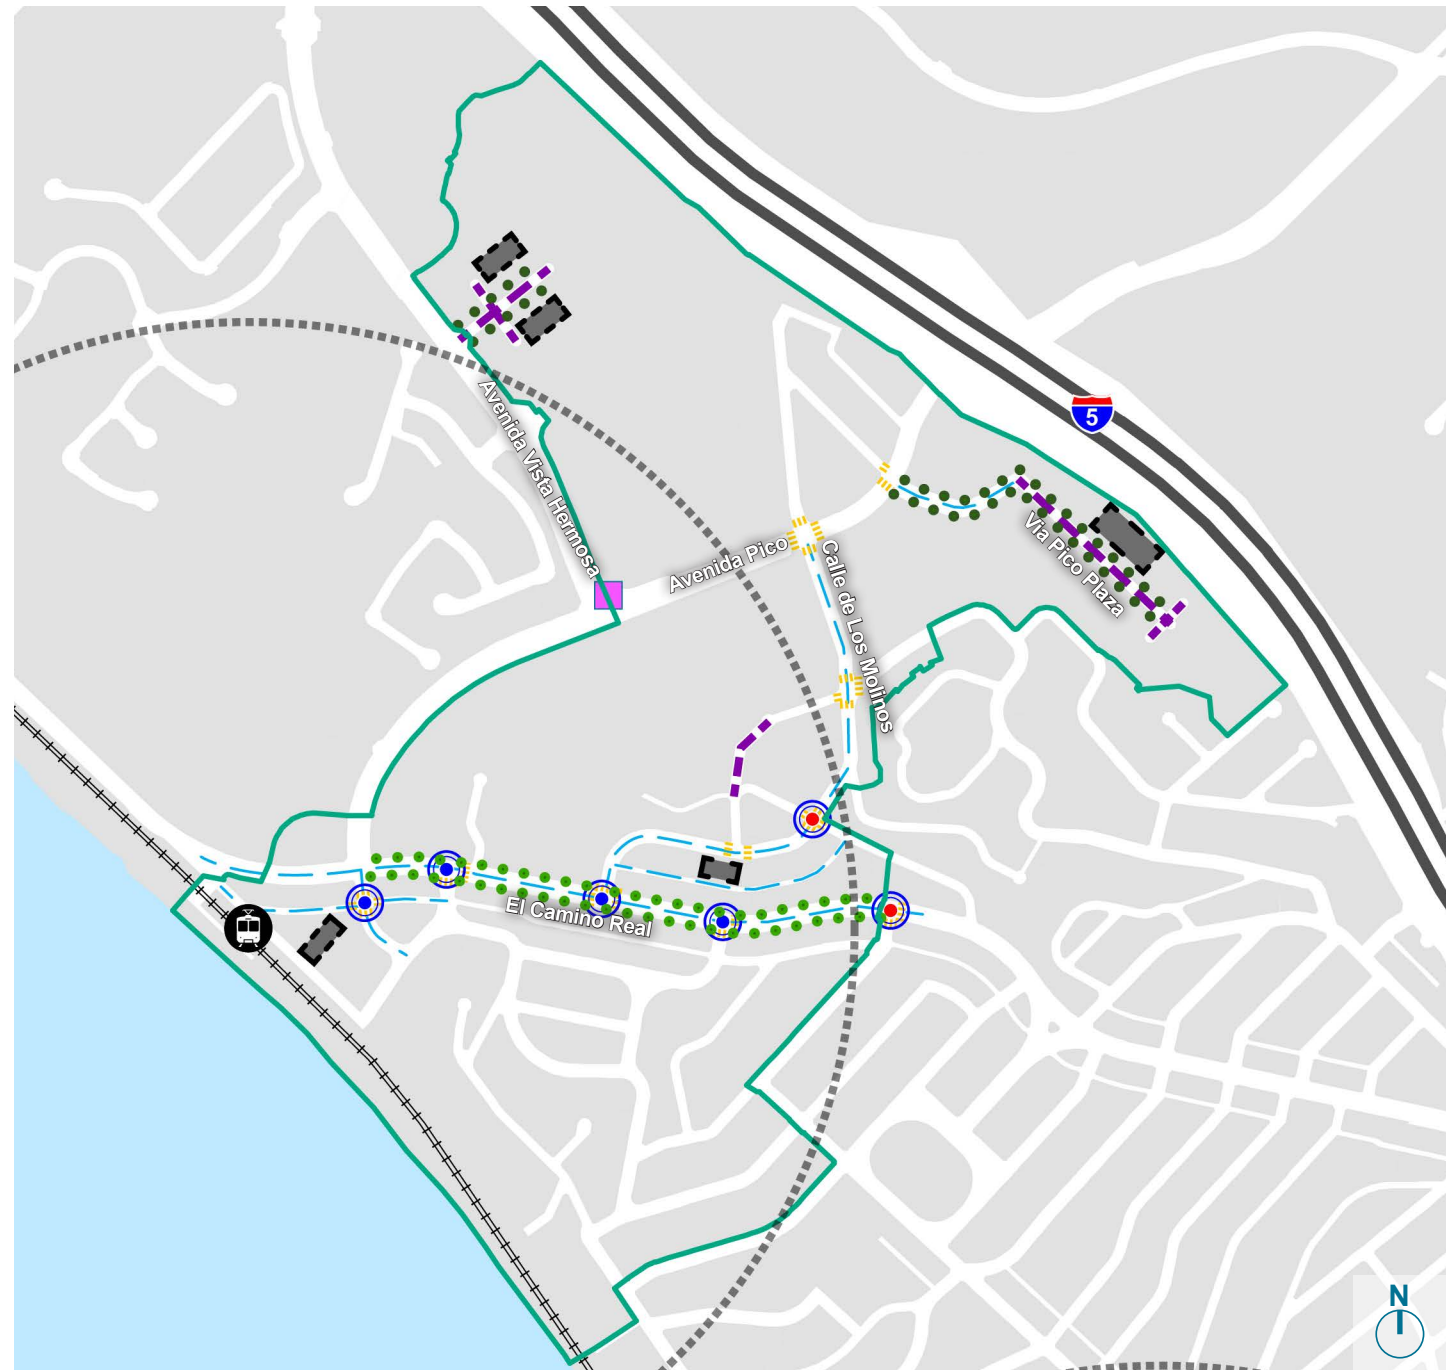 5
Avenida Vista Hermosa
Avenida Pico
Calle de Los Molinos
Via Pico Plaza
El Camino Real
N